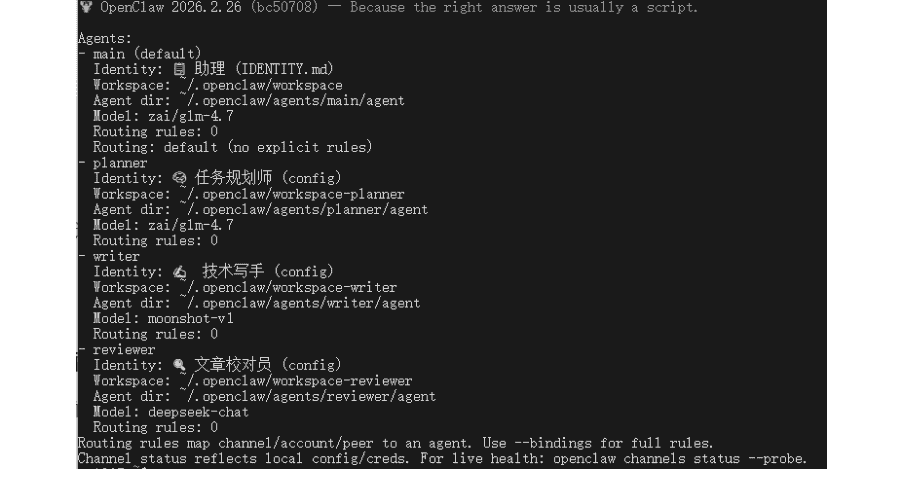 OpenClaw 2026.2.26 (bc50708) — Because the right answer is usually a script.
Agents:
- main (default)
Identity: 📋 助理 (IDENTITY.md)
Workspace: ~/.openclaw/workspace
Agent dir: ~/.openclaw/agents/main/agent
Model: zai/glm-4.7
Routing rules: 0
Routing: default (no explicit rules)
- planner
Identity: 任务规划师 (config)
Workspace: ~/.openclaw/workspace-planner
Agent dir: ~/.openclaw/agents/planner/agent
Model: zai/glm-4.7
Routing rules: 0
- writer
Identity: ✍ 技术写手 (config)
Workspace: ~/.openclaw/workspace-writer
Agent dir: ~/.openclaw/agents/writer/agent
Model: moonshot-v1
Routing rules: 0
- reviewer
Identity: 🔍 文章校对员 (config)
Workspace: ~/.openclaw/workspace-reviewer
Agent dir: ~/.openclaw/agents/reviewer/agent
Model: deepseek-chat
Routing rules: 0
Routing rules map channel/account/peer to an agent. Use --bindings for full rules.
Channel status reflects local config/creds. For live health: openclaw channels status --probe.